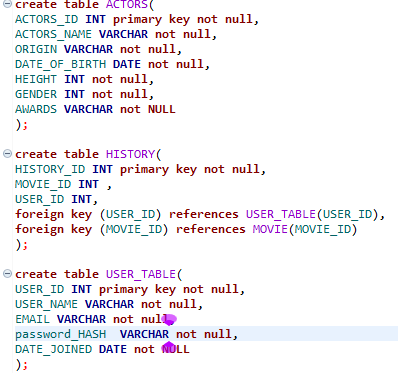 create table ACTORS(
ACTORS_ID INT primary key not null,
ACTORS_NAME VARCHAR not null,
ORIGIN VARCHAR not null,
DATE_OF_BIRTH DATE not null,
HEIGHT INT not null,
GENDER INT not null,
AWARDS VARCHAR not NULL
);
create table HISTORY(
HISTORY_ID INT primary key not null,
MOVIE_ID INT ,
USER_ID INT,
foreign key (USER_ID) references USER_TABLE(USER_ID),
foreign key (MOVIE_ID) references MOVIE(MOVIE_ID)
);
create table USER_TABLE(
USER_ID INT primary key not null,
USER_NAME VARCHAR not null,
EMAIL VARCHAR not null,
password_HASH  VARCHAR not null,
DATE_JOINED DATE not NULL
);